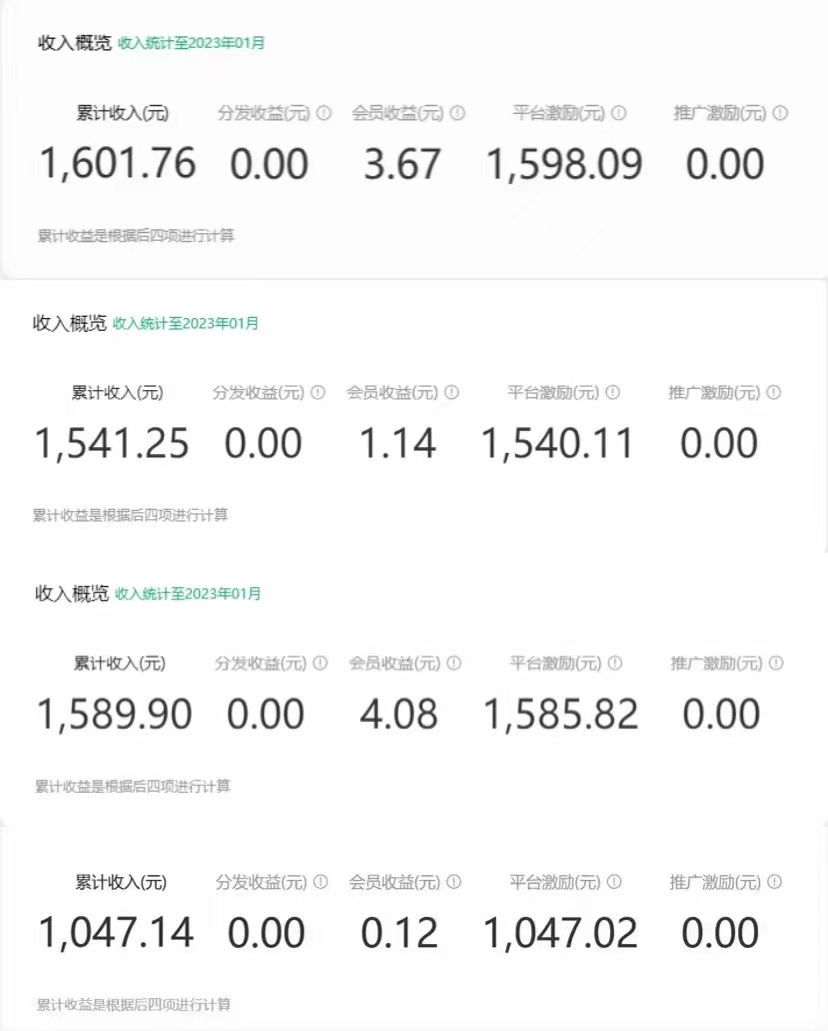 收入概览 收入统计至2023年01月
累计收入(元) 分发收益(元) 会员收益(元) 平台激励(元) 推广激励(元)
1,601.76 0.00 3.67 1,598.09 0.00
累计收益是根据后四项进行计算
收入概览 收入统计至2023年01月
累计收入(元) 分发收益(元) 会员收益(元) 平台激励(元) 推广激励(元)
1,541.25 0.00 1.14 1,540.11 0.00
累计收益是根据后四项进行计算
收入概览 收入统计至2023年01月
累计收入(元) 分发收益(元) 会员收益(元) 平台激励(元) 推广激励(元)
1,589.90 0.00 4.08 1,585.82 0.00
累计收益是根据后四项进行计算
累计收入(元) 分发收益(元) 会员收益(元) 平台激励(元) 推广激励(元)
1,047.14 0.00 0.12 1,047.02 0.00
累计收益是根据后四项进行计算